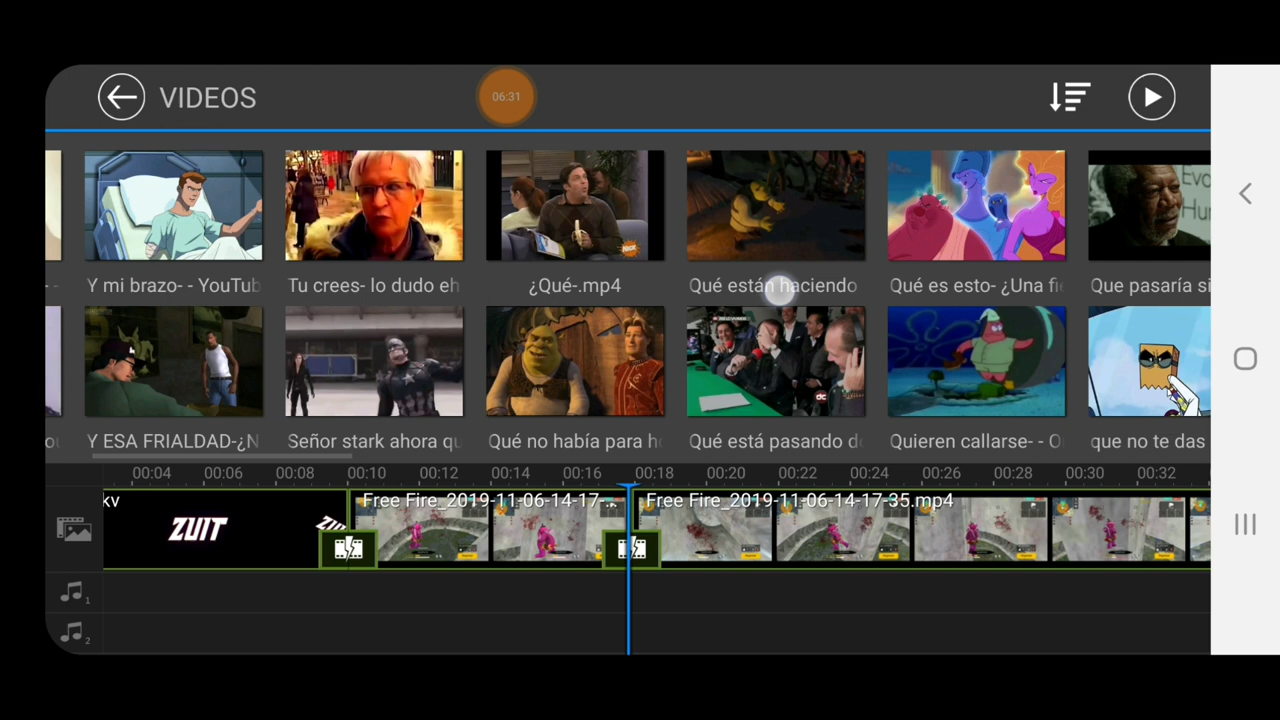 VIDEOS
06:31
Y mi brazo- - YouTub
Tu crees- lo dudo eh
¿Qué-.mp4
Qué están haciendo
Qué es esto- ¿Una fi
Que pasaría si
Y ESA FRIALDAD-¿N
Señor stark ahora qu
Qué no había para h
Qué está pasando d
Quieren callarse- - O
que no te das
00:04 00:06 00:08 00:10 00:12 00:14 00:16 00:18 00:20 00:22 00:24 00:26 00:28 00:30 00:32
kv
Free Fire_2019-11-06-14-17-...
Free Fire_2019-11-06-14-17-35.mp4
ZUIT
1
2